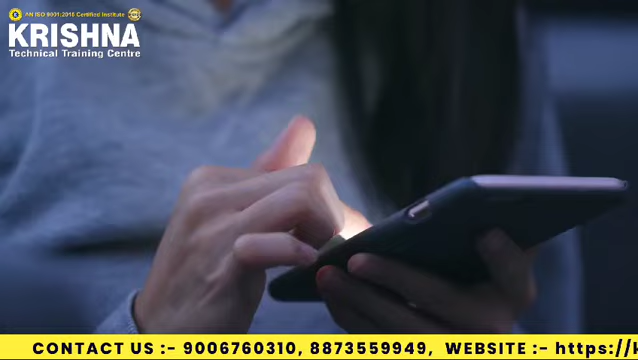 AN ISO 9001:2015 Certified Institute
KRISHNA
Technical Training Centre
CONTACT US :- 9006760310, 8873559949, WEBSITE :- https://k